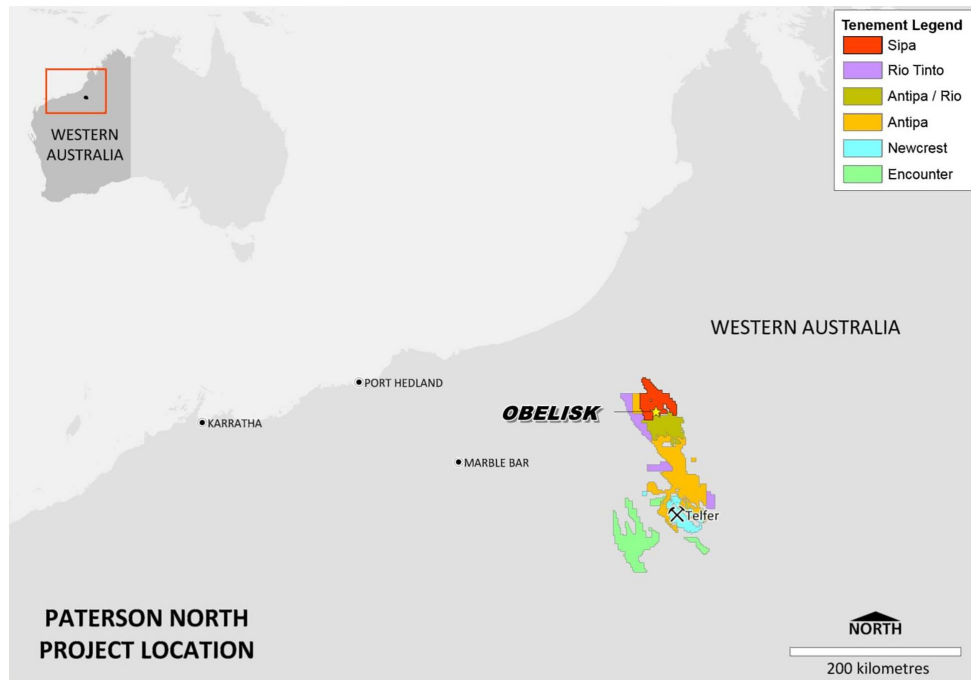 Tenement Legend
Sipa
Rio Tinto
Antipa / Rio
Antipa
Newcrest
Encounter
WESTERN
AUSTRALIA
WESTERN AUSTRALIA
PORT HEDLAND
OBELISK
KARRATHA
MARBLE BAR
Telfer
PATERSON NORTH
PROJECT LOCATION
NORTH
200 kilometres